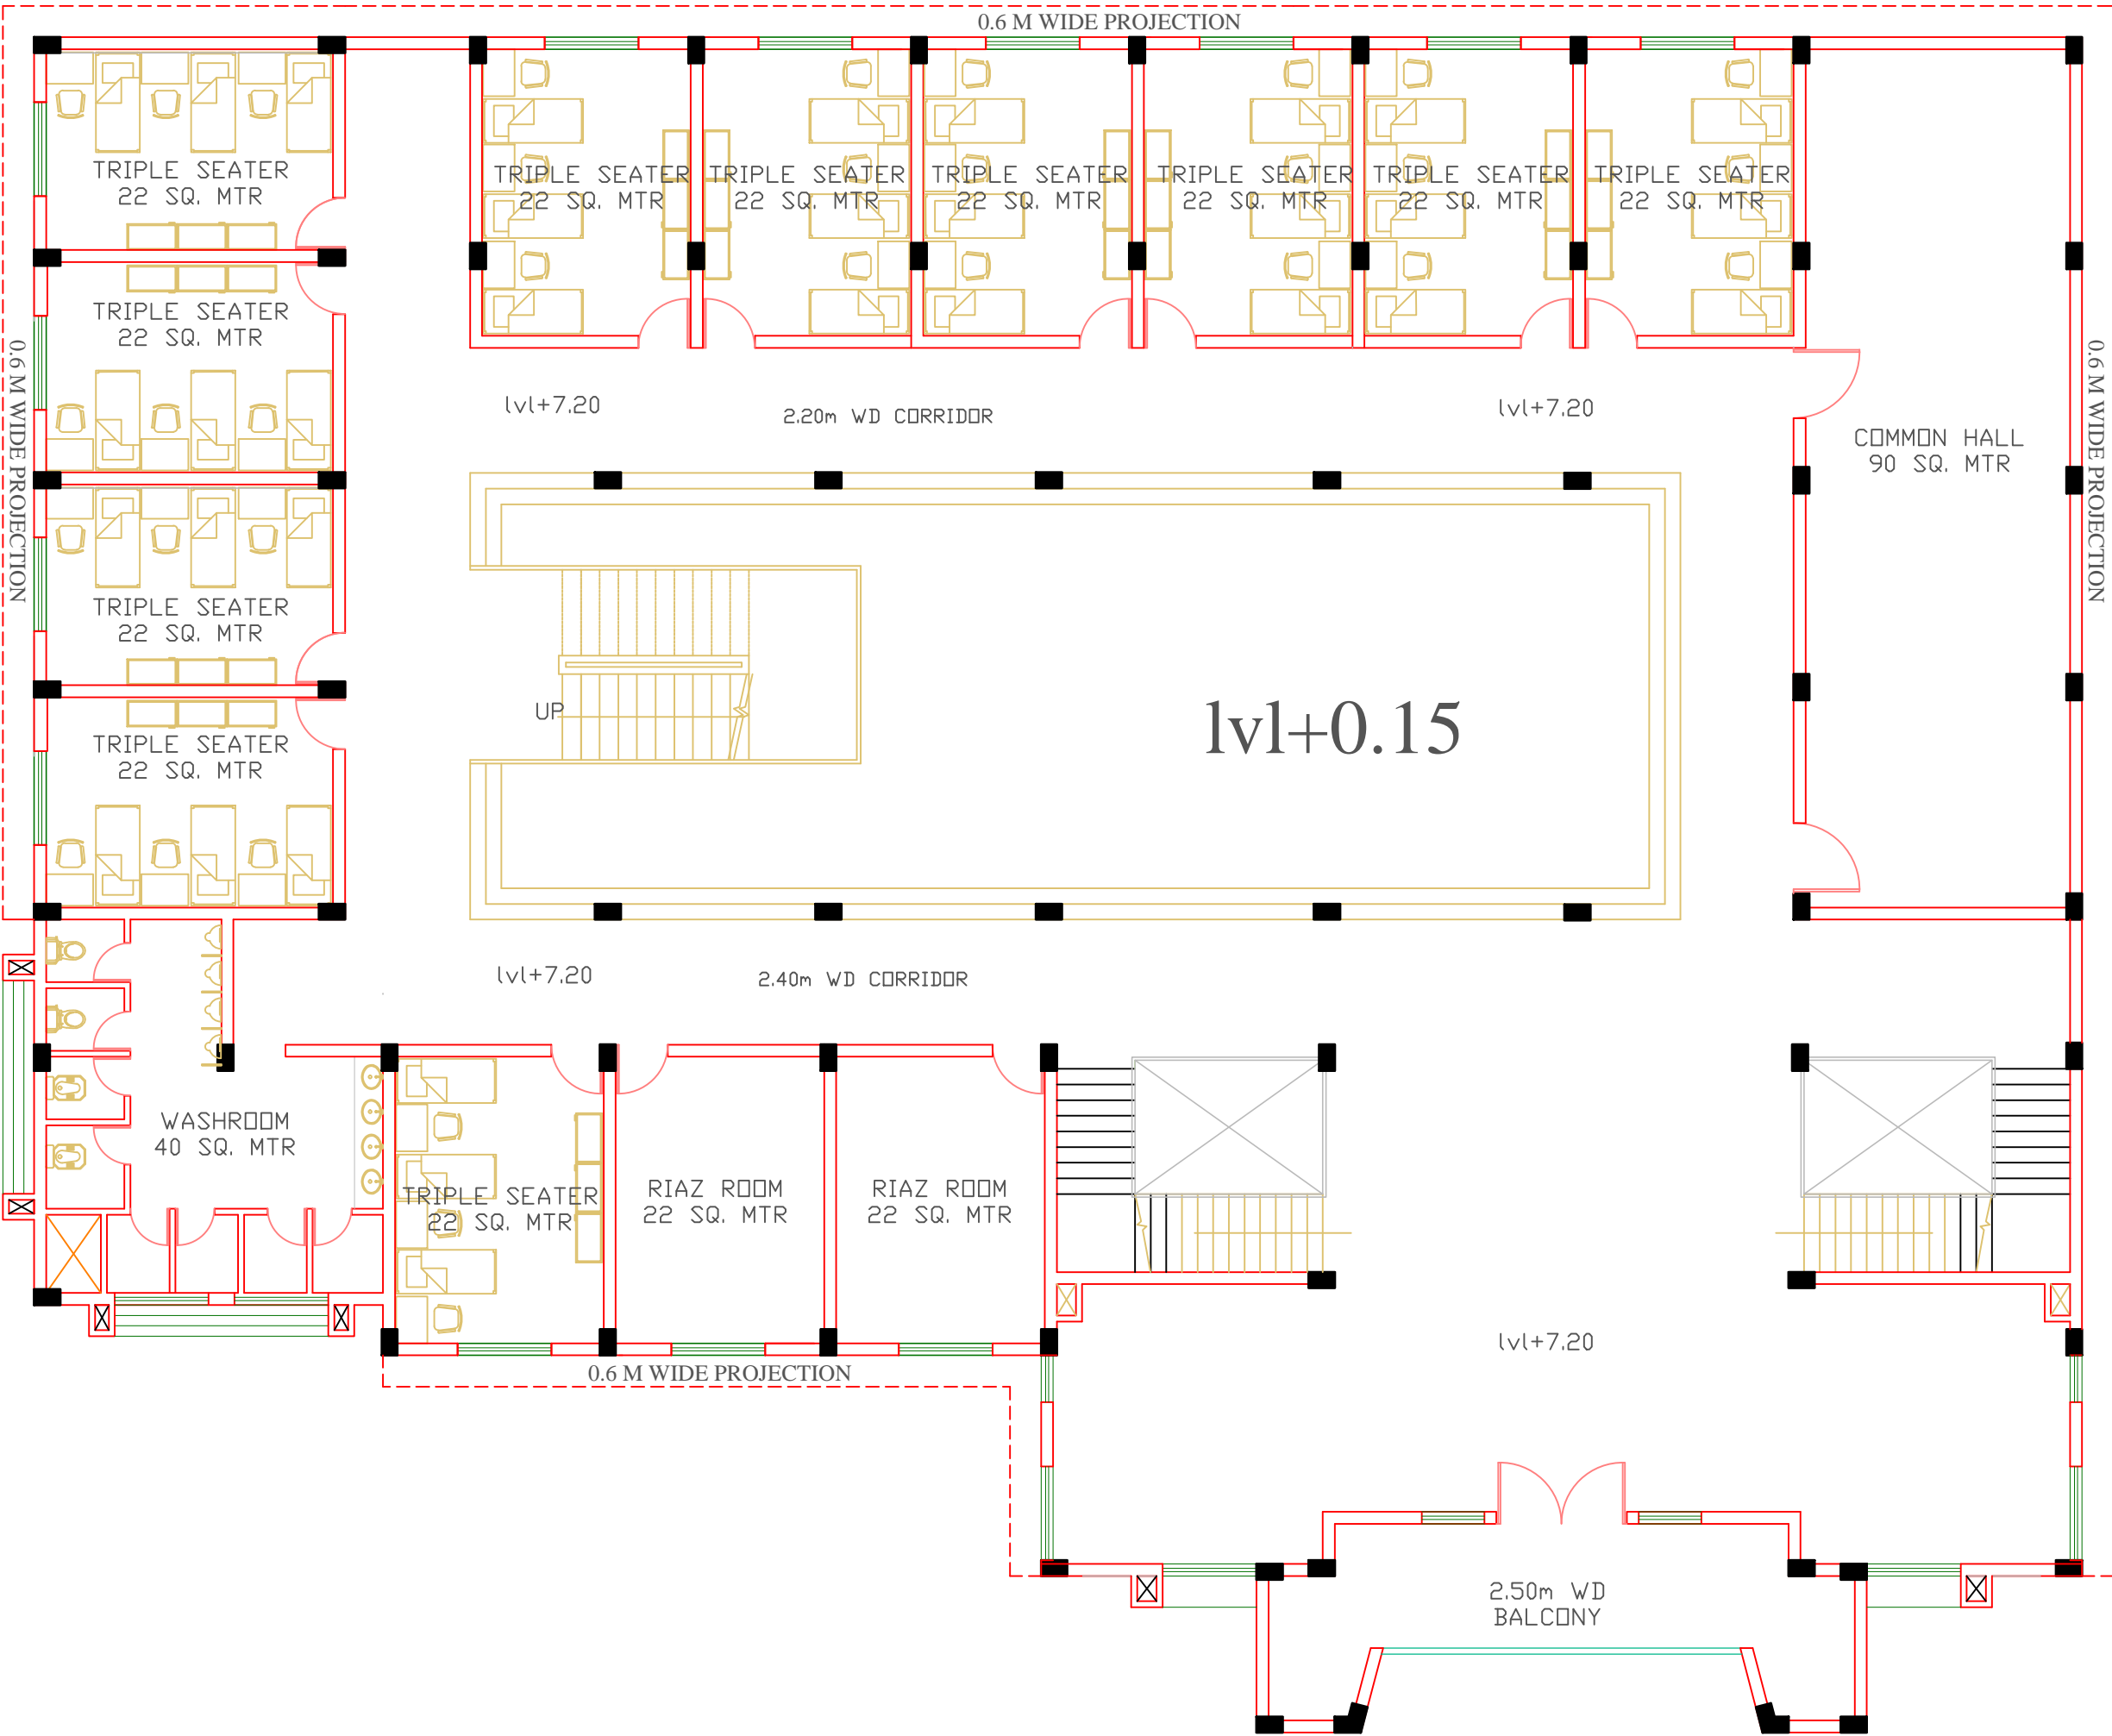 0.6 M WIDE PROJECTION
TRIPLE SEATER
22 SQ. MTR
TRIPLE SEATER
22 SQ. MTR
TRIPLE SEATER
22 SQ. MTR
TRIPLE SEATER
22 SQ. MTR
TRIPLE SEATER
22 SQ. MTR
TRIPLE SEATER
22 SQ. MTR
TRIPLE SEATER
22 SQ. MTR
TRIPLE SEATER
22 SQ. MTR
0.6 M WIDE PROJECTION
0.6 M WIDE PROJECTION
lvl+7.20
2.20m WD CORRIDOR
lvl+7.20
COMMON HALL
90 SQ. MTR
TRIPLE SEATER
22 SQ. MTR
UP
lvl+0.15
TRIPLE SEATER
22 SQ. MTR
lvl+7.20
2.40m WD CORRIDOR
WASHROOM
40 SQ. MTR
TRIPLE SEATER
22 SQ. MTR
RIAZ ROOM
22 SQ. MTR
RIAZ ROOM
22 SQ. MTR
lvl+7.20
0.6 M WIDE PROJECTION
2.50m WD
BALCONY